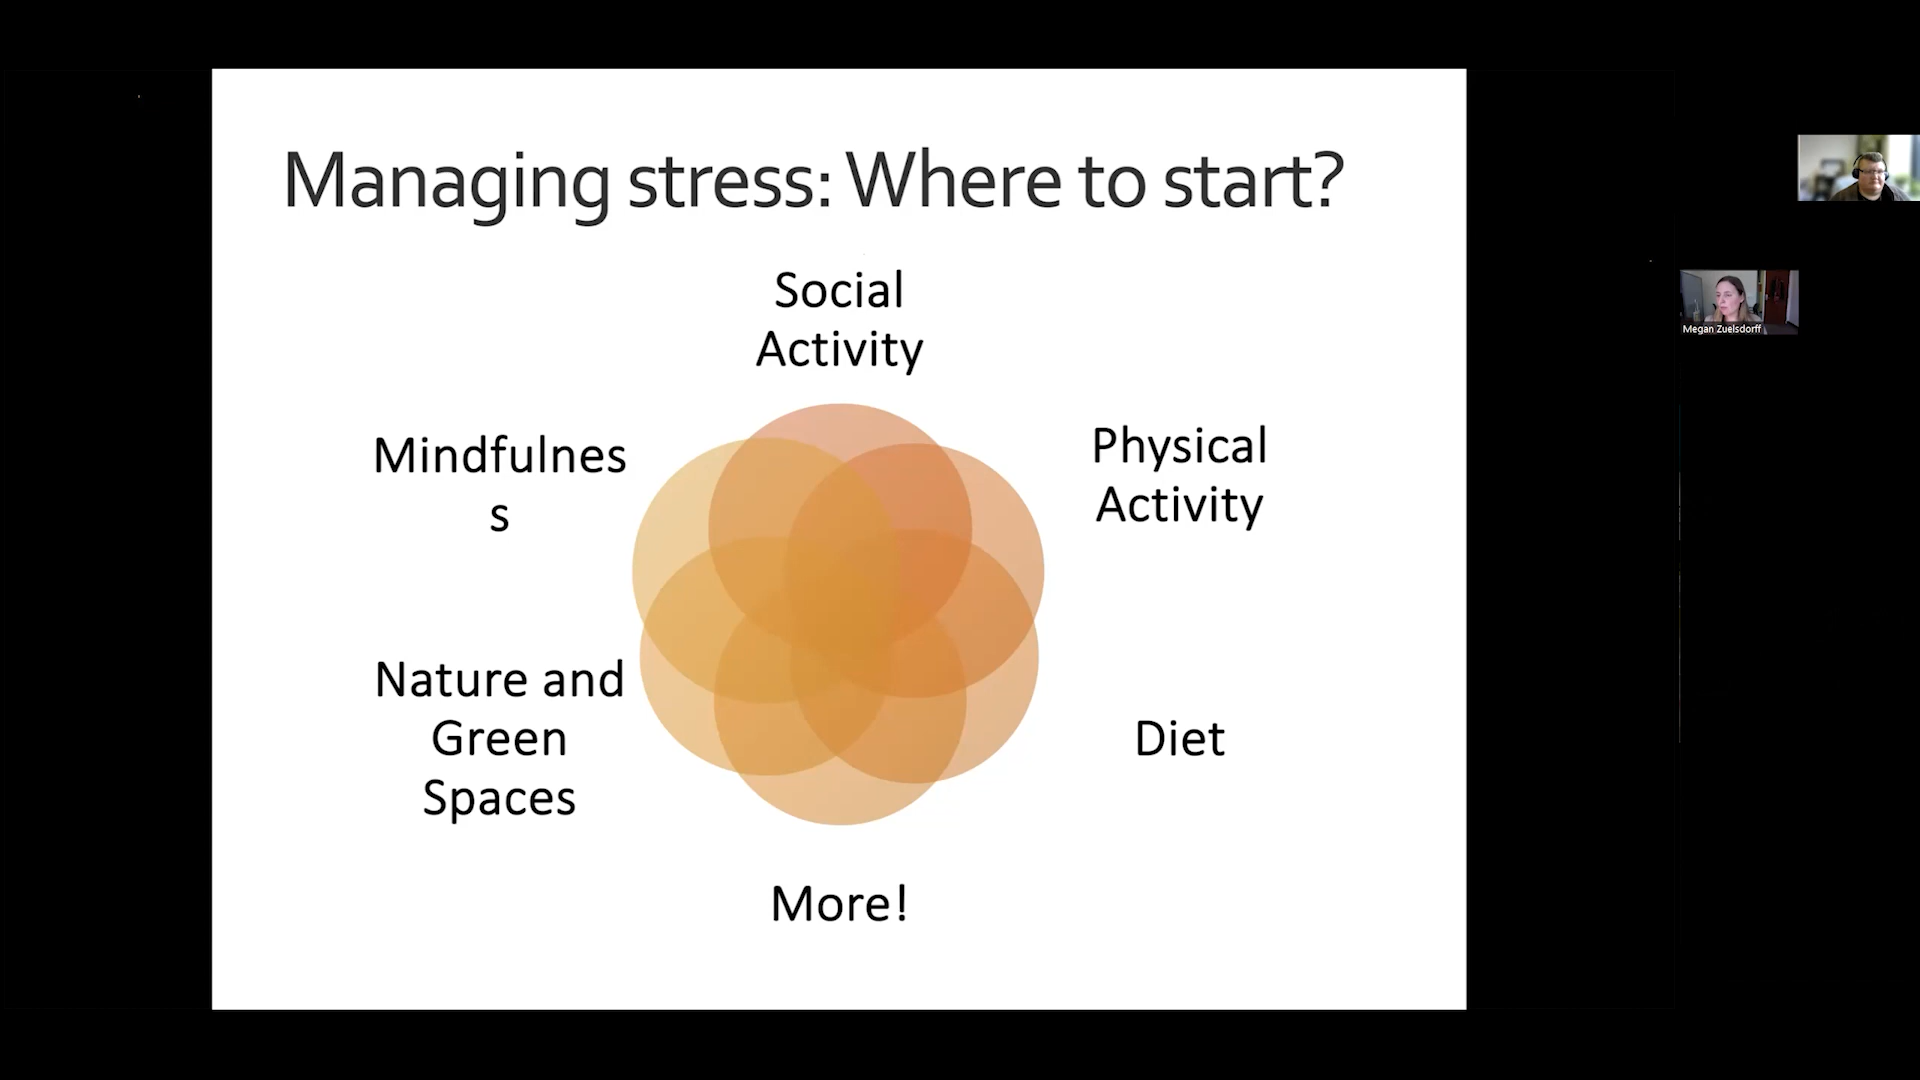 Managing stress: Where to start?
Social
Activity
Mindfulnes
s
Physical
Activity
Nature and
Green
Spaces
Diet
More!
Megan Zuelsdorff